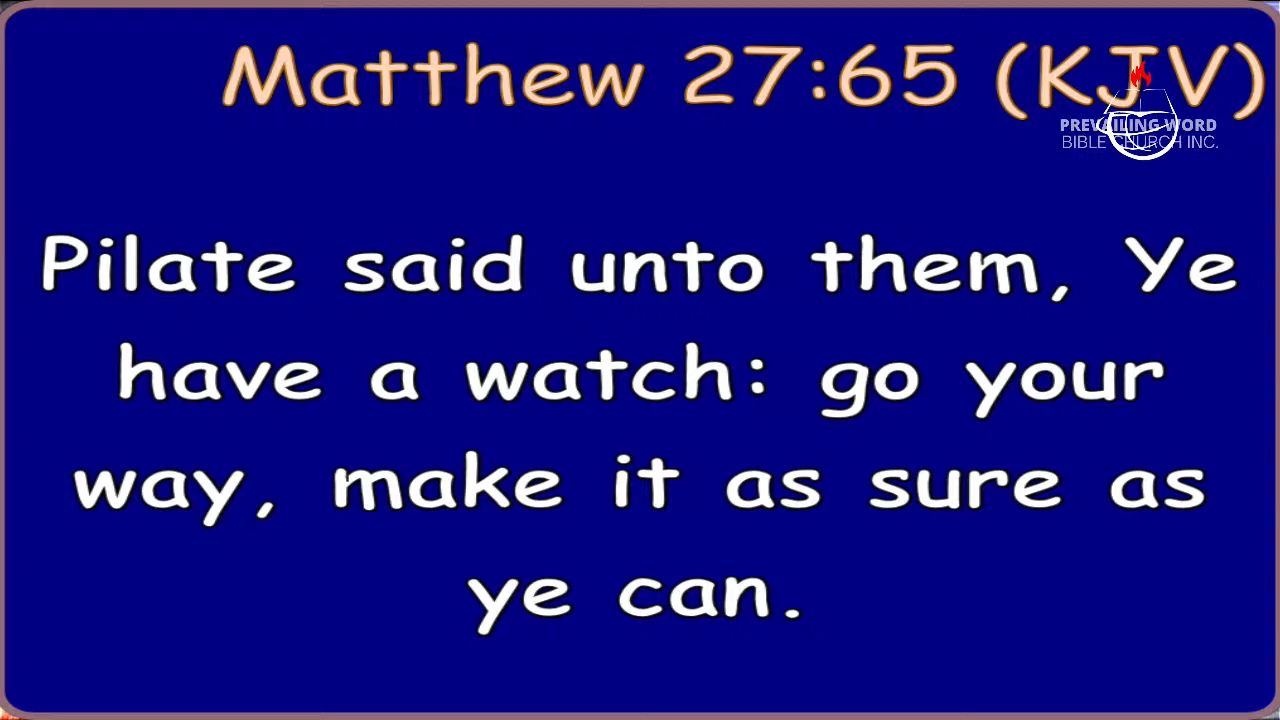 Matthew 27:65 (KJV)
PREVAILING WORD
BIBLE CHURCH INC.
Pilate said unto them, Ye
have a watch: go your
way, make it as sure as
ye can.